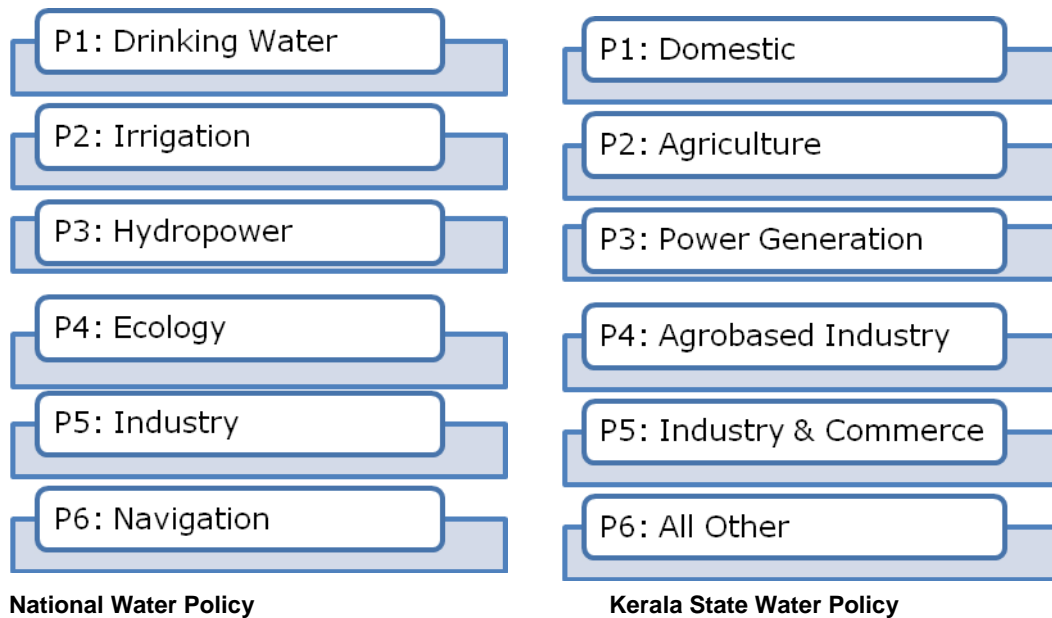 P1: Drinking Water
P2: Irrigation
P3: Hydropower
P4: Ecology
P5: Industry
P6: Navigation
National Water Policy
P1: Domestic
P2: Agriculture
P3: Power Generation
P4: Agrobased Industry
P5: Industry & Commerce
P6: All Other
Kerala State Water Policy